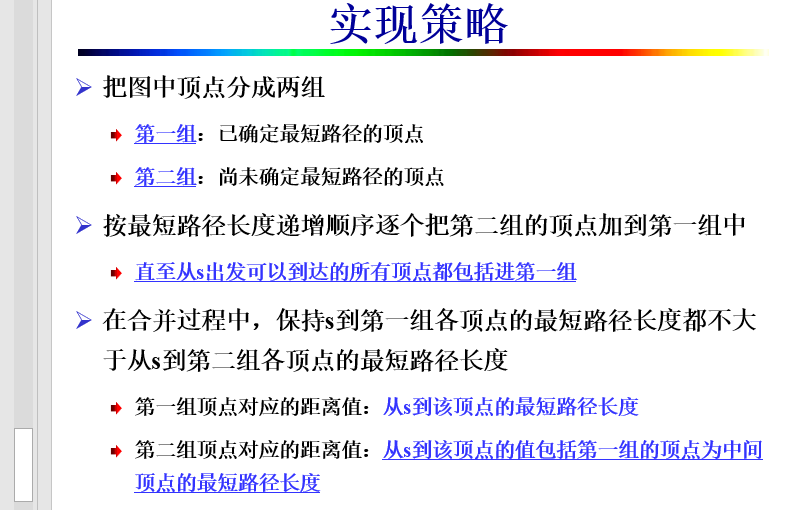 实现策略
把图中顶点分成两组
第一组：已确定最短路径的顶点
第二组：尚未确定最短路径的顶点
按最短路径长度递增顺序逐个把第二组的顶点加到第一组中
直至从s出发可以到达的所有顶点都包括进第一组
在合并过程中，保持s到第一组各顶点的最短路径长度都不大
于从s到第二组各顶点的最短路径长度
第一组顶点对应的距离值：从s到该顶点的最短路径长度
第二组顶点对应的距离值：从s到该顶点的值包括第一组的顶点为中间
顶点的最短路径长度